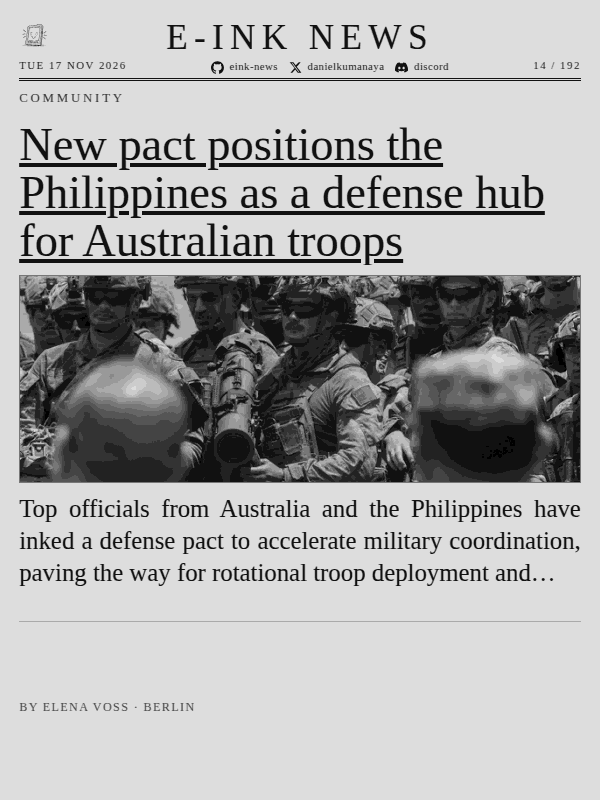 E-INK NEWS
TUE 17 NOV 2026
eink-news danielkumanaya discord
14 / 192
COMMUNITY
New pact positions the
Philippines as a defense hub
for Australian troops
Top officials from Australia and the Philippines have
inked a defense pact to accelerate military coordination,
paving the way for rotational troop deployment and…
BY ELENA VOSS · BERLIN